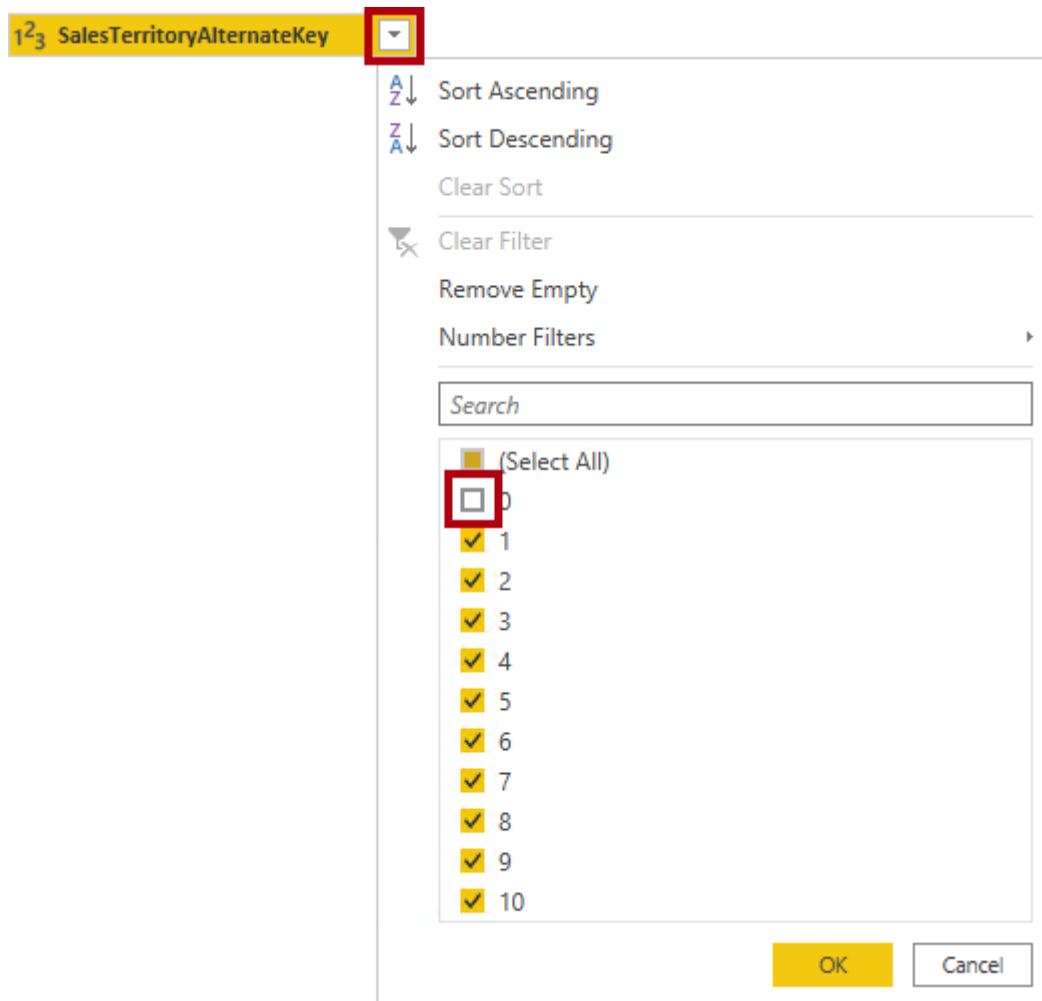 123 SalesTerritoryAlternateKey
Sort Ascending
Sort Descending
Clear Sort
Clear Filter
Remove Empty
Number Filters
Search
(Select All)
0
1
2
3
4
5
6
7
8
9
10
OK Cancel